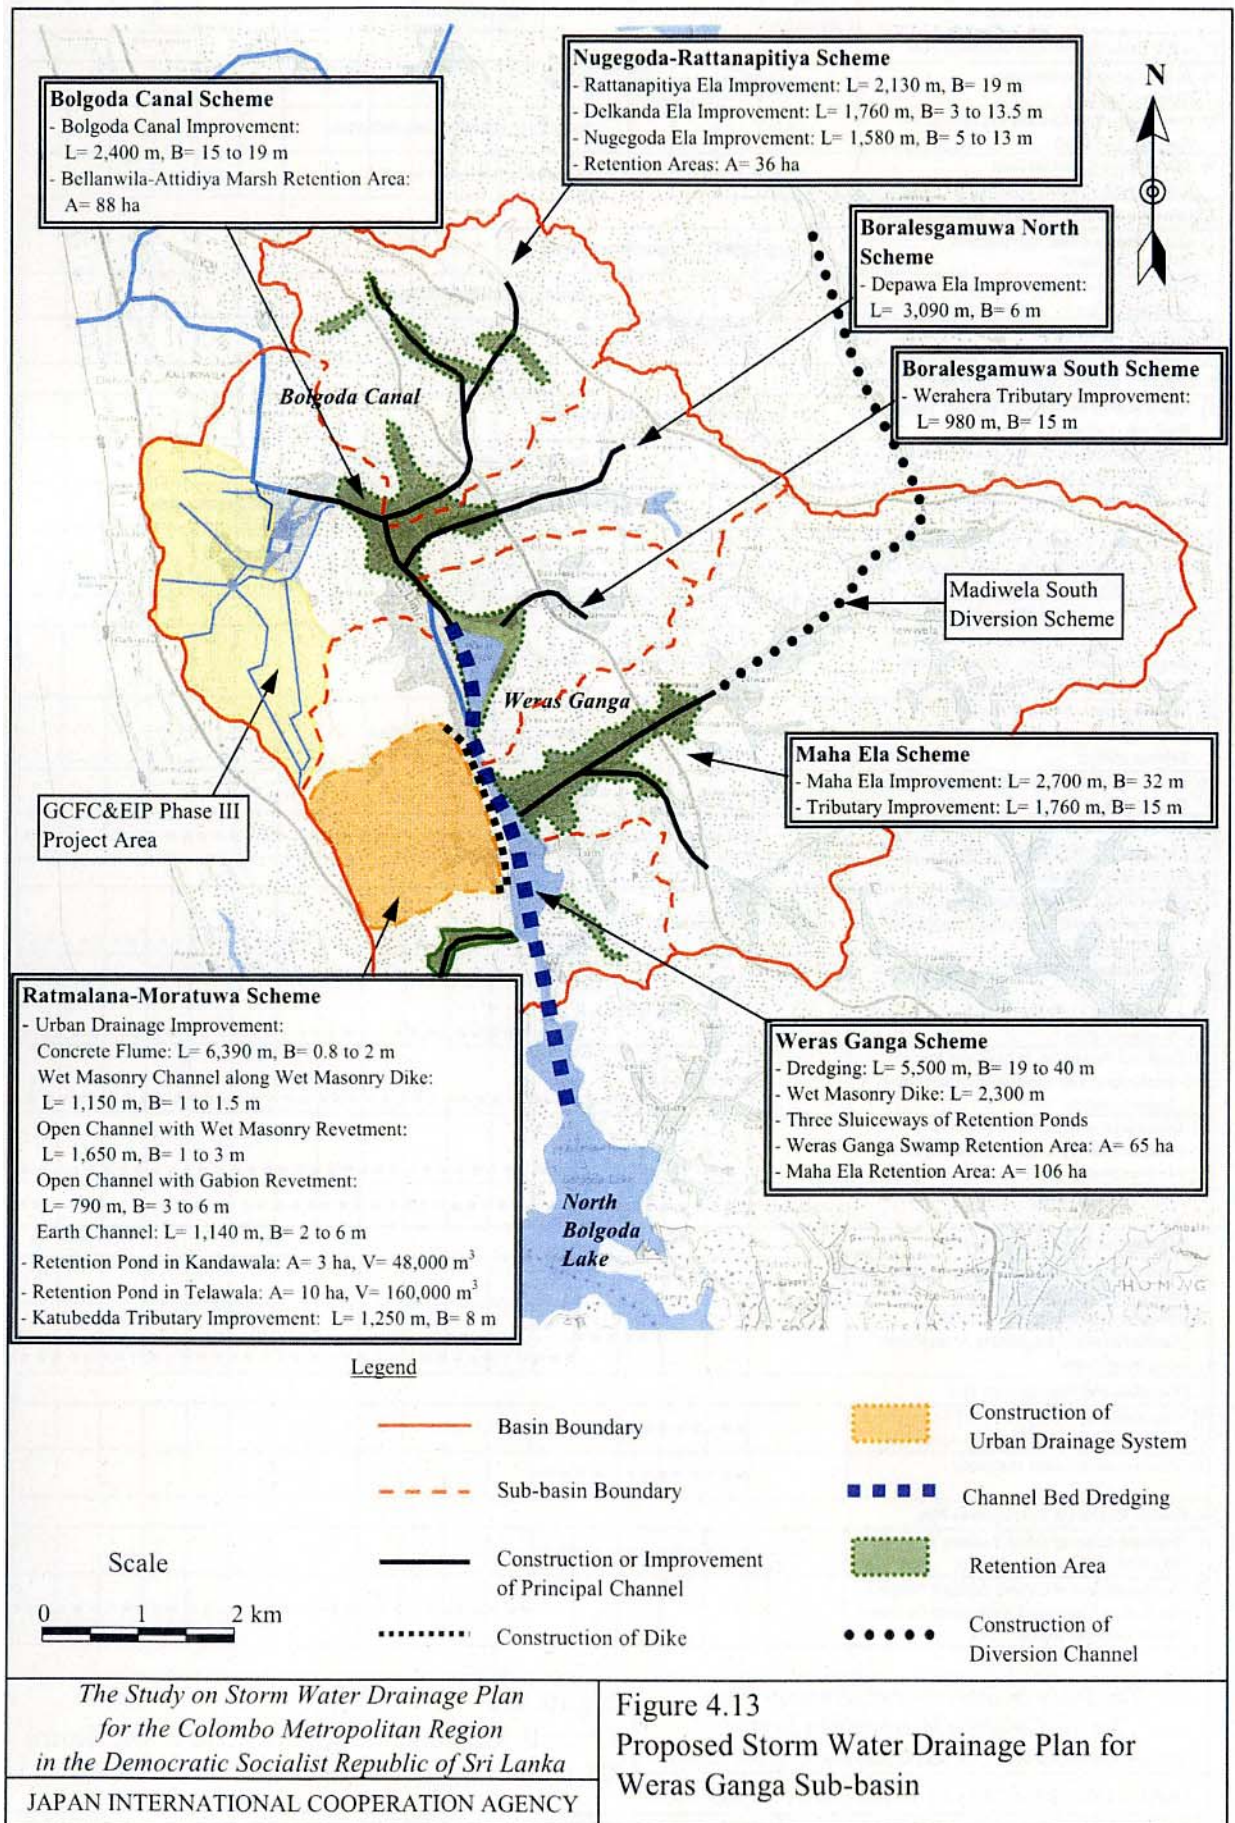 Bolgoda Canal Scheme
- Bolgoda Canal Improvement:
L= 2,400 m, B= 15 to 19 m
- Bellanwila-Attidiya Marsh Retention Area:
A= 88 ha
Nugegoda-Rattanapitiya Scheme
- Rattanapitiya Ela Improvement: L= 2,130 m, B= 19 m
- Delkanda Ela Improvement: L= 1,760 m, B= 3 to 13.5 m
- Nugegoda Ela Improvement: L= 1,580 m, B= 5 to 13 m
- Retention Areas: A= 36 ha
N
Boralesgamuwa North
Scheme
- Depawa Ela Improvement:
L= 3,090 m, B= 6 m
Boralesgamuwa South Scheme
- Werahera Tributary Improvement:
L= 980 m, B= 15 m
Bolgoda Canal
Madiwela South
Diversion Scheme
Weras Ganga
Maha Ela Scheme
- Maha Ela Improvement: L= 2,700 m, B= 32 m
- Tributary Improvement: L= 1,760 m, B= 15 m
GCFC&EIP Phase III
Project Area
Ratmalana-Moratuwa Scheme
- Urban Drainage Improvement:
Concrete Flume: L= 6,390 m, B= 0.8 to 2 m
Wet Masonry Channel along Wet Masonry Dike:
L= 1,150 m, B= 1 to 1.5 m
Open Channel with Wet Masonry Revetment:
L= 1,650 m, B= 1 to 3 m
Open Channel with Gabion Revetment:
L= 790 m, B= 3 to 6 m
Earth Channel: L= 1,140 m, B= 2 to 6 m
- Retention Pond in Kandawala: A= 3 ha, V= 48,000 m³
- Retention Pond in Telawala: A= 10 ha, V= 160,000 m³
- Katubedda Tributary Improvement: L= 1,250 m, B= 8 m
Weras Ganga Scheme
- Dredging: L= 5,500 m, B= 19 to 40 m
- Wet Masonry Dike: L= 2,300 m
- Three Sluiceways of Retention Ponds
- Weras Ganga Swamp Retention Area: A= 65 ha
- Maha Ela Retention Area: A= 106 ha
North
Bolgoda
Lake
Legend
Basin Boundary
Sub-basin Boundary
Construction or Improvement
of Principal Channel
Construction of Dike
Construction of
Urban Drainage System
Channel Bed Dredging
Retention Area
Construction of
Diversion Channel
Scale
0 1 2 km
The Study on Storm Water Drainage Plan
for the Colombo Metropolitan Region
in the Democratic Socialist Republic of Sri Lanka
JAPAN INTERNATIONAL COOPERATION AGENCY
Figure 4.13
Proposed Storm Water Drainage Plan for
Weras Ganga Sub-basin